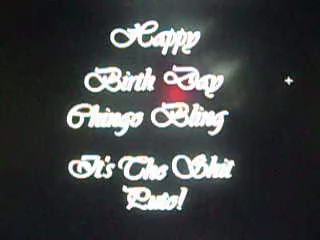 Happy
Birth Day
Chingo Bling
It's The Shit
Puto!